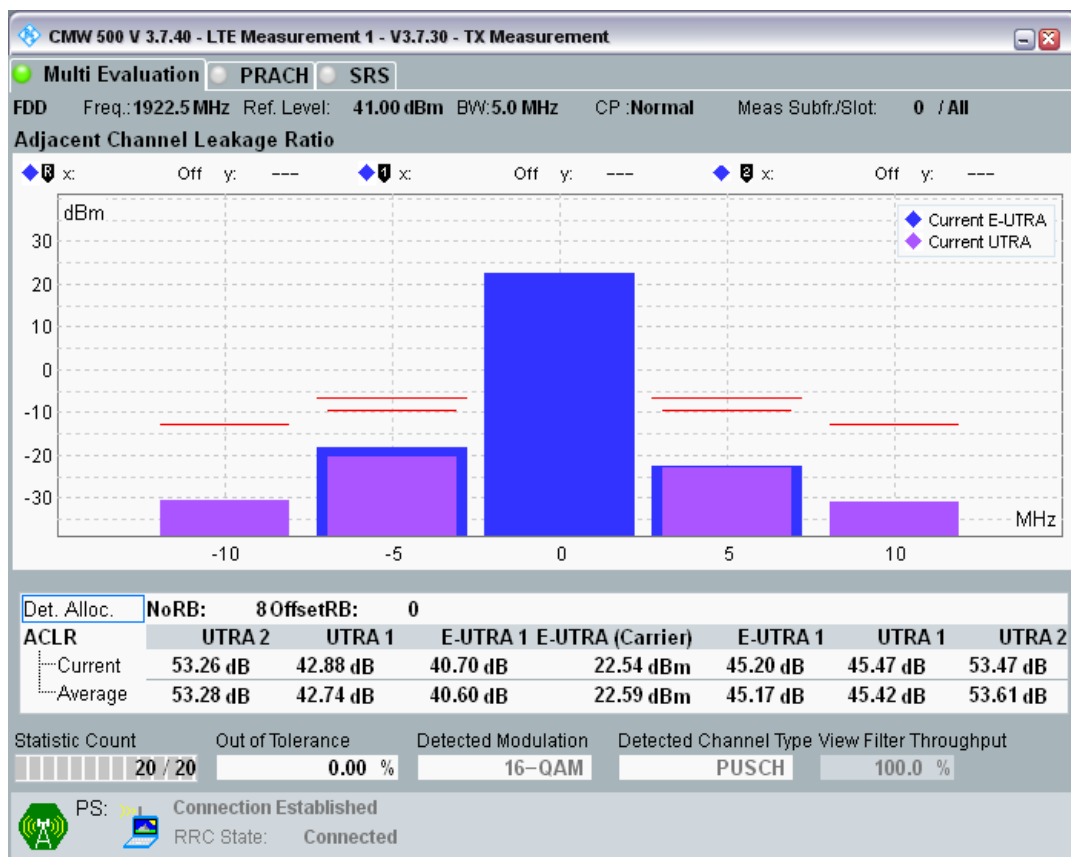 CMW 500 V 3.7.40 - LTE Measurement 1 - V3.7.30 - TX Measurement
Multi Evaluation PRACH SRS
FDD Freq.: 1922.5 MHz Ref. Level: 41.00 dBm BW: 5.0 MHz CP : Normal Meas Subfr./Slot: 0 / All
Adjacent Channel Leakage Ratio
R x: Off y: --- 1 x: Off y: --- 2 x: Off y: ---
dBm
Current E-UTRA
Current UTRA
30
20
10
0
-10
-20
-30
MHz
-10 -5 0 5 10
Det. Alloc. NoRB: 8 OffsetRB: 0
ACLR UTRA 2 UTRA 1 E-UTRA 1 E-UTRA (Carrier) E-UTRA 1 UTRA 1 UTRA 2
Current 53.26 dB 42.88 dB 40.70 dB 22.54 dBm 45.20 dB 45.47 dB 53.47 dB
Average 53.28 dB 42.74 dB 40.60 dB 22.59 dBm 45.17 dB 45.42 dB 53.61 dB
Statistic Count Out of Tolerance Detected Modulation Detected Channel Type View Filter Throughput
20 / 20 0.00 % 16-QAM PUSCH 100.0 %
PS: Connection Established
RRC State: Connected